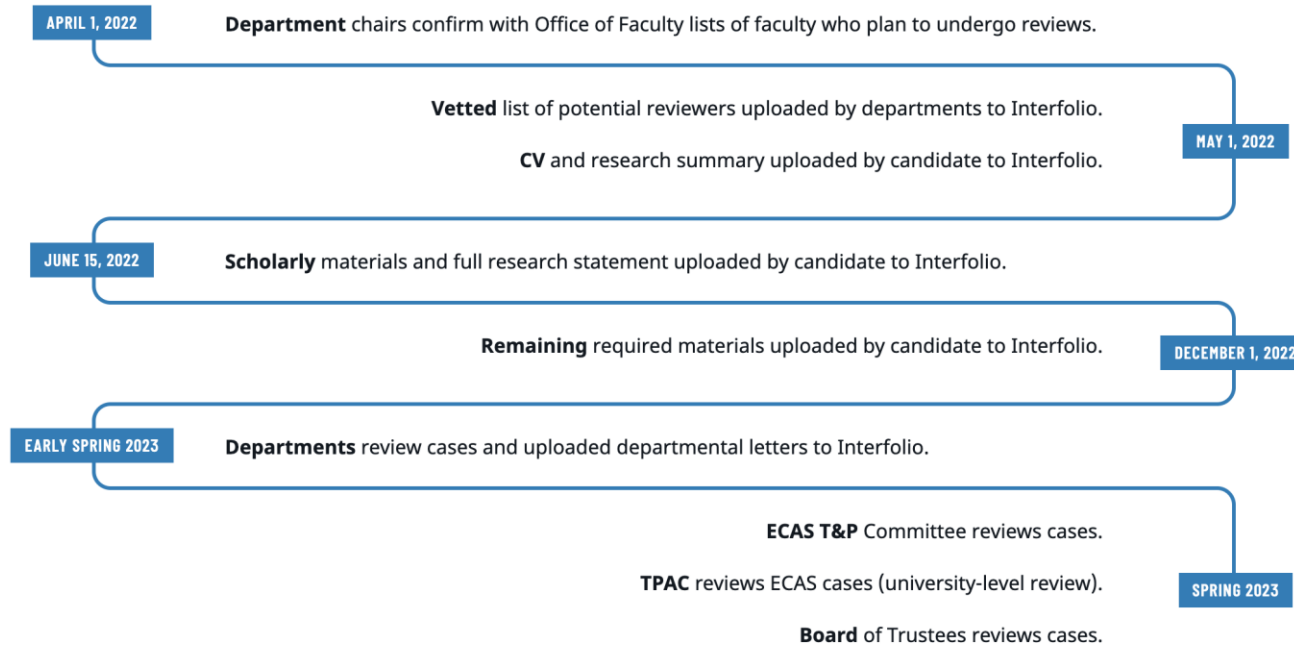 APRIL 1, 2022
Department chairs confirm with Office of Faculty lists of faculty who plan to undergo reviews.
Vetted list of potential reviewers uploaded by departments to Interfolio.
MAY 1, 2022
CV and research summary uploaded by candidate to Interfolio.
JUNE 15, 2022
Scholarly materials and full research statement uploaded by candidate to Interfolio.
Remaining required materials uploaded by candidate to Interfolio.
DECEMBER 1, 2022
EARLY SPRING 2023
Departments review cases and uploaded departmental letters to Interfolio.
ECAS T&P Committee reviews cases.
TPAC reviews ECAS cases (university-level review).
SPRING 2023
Board of Trustees reviews cases.